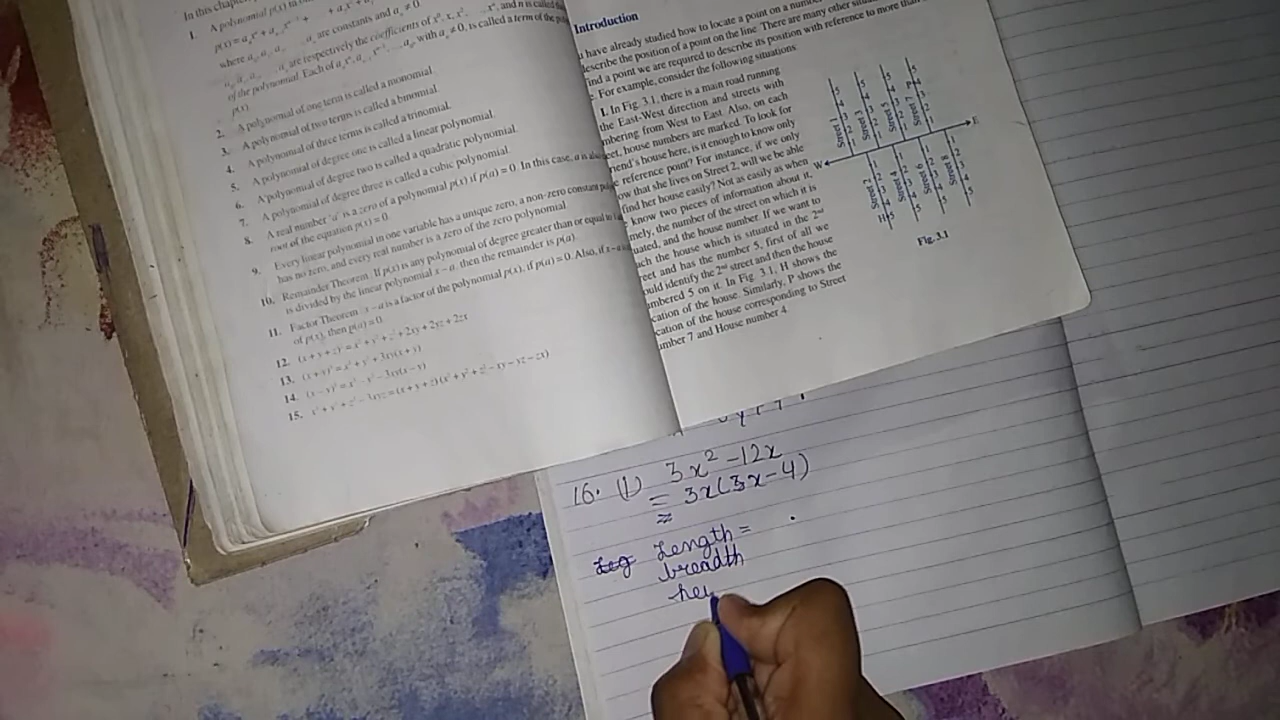 In this chapter,
1. A polynomial p(x) in
p(x) = aₙxⁿ + aₙ₋₁xⁿ⁻¹ +
where a₀, a₁, a₂, aₙ are constants and aₙ ≠ 0.
a₀, a₁, a₂, aₙ are respectively the coefficients of x⁰, x, x², xⁿ, and n is called the
of the polynomial. Each of aₙxⁿ, aₙ₋₁xⁿ⁻¹, ..., a₀, with aₙ ≠ 0, is called a term of the
p(x).
2. A polynomial of one term is called a monomial.
3. A polynomial of two terms is called a binomial.
4. A polynomial of three terms is called a trinomial.
5. A polynomial of degree one is called a linear polynomial.
6. A polynomial of degree two is called a quadratic polynomial.
7. A polynomial of degree three is called a cubic polynomial.
8. A real number 'a' is a zero of a polynomial p(x) if p(a) = 0. In this case, a is also
root of the equation p(x) = 0.
9. Every linear polynomial in one variable has a unique zero, a non-zero constant
has no zero, and every real number is a zero of the zero polynomial.
10. Remainder Theorem : If p(x) is any polynomial of degree greater than or equal to
is divided by the linear polynomial x – a, then the remainder is p(a).
11. Factor Theorem : x – a is a factor of the polynomial p(x), if p(a) = 0. Also, if x – a
of p(x), then p(a) = 0.
12. (x + y + z)² = x² + y² + z² + 2xy + 2yz + 2zx
13. (x + y)³ = x³ + y³ + 3xy(x + y)
14. (x – y)³ = x³ – y³ – 3xy(x – y)
15. x³ + y³ + z³ – 3xyz = (x + y + z) (x² + y² + z² – xy – yz – zx)
Introduction
have already studied how to locate a point on a number
describe the position of a point on the line. There are many other
find a point we are required to describe its position with reference to more than
For example, consider the following situations:
I. In Fig. 3.1, there is a main road running
the East-West direction and streets with
mbering from West to East. Also, on each
eet, house numbers are marked. To look for
iend's house here, is it enough to know only
reference point? For instance, if we only
ow that she lives on Street 2, will we be able
find her house easily? Not as easily as when
know two pieces of information about it,
mely, the number of the street on which it is
uated, and the house number. If we want to
ach the house which is situated in the 2nd
eet and has the number 5, first of all we
ould identify the 2nd street and then the house
umbered 5 on it. In Fig. 3.1, H shows the
cation of the house. Similarly, P shows the
cation of the house corresponding to Street
umber 7 and House number 4.
Street 1
Street 3
Street 5
Street 7
W
E
Street 2
Street 4
Street 6
Street 8
Fig. 3.1
16. (i) 3x² - 12x
= 3x(3x-4)
Length =
breadth
hei